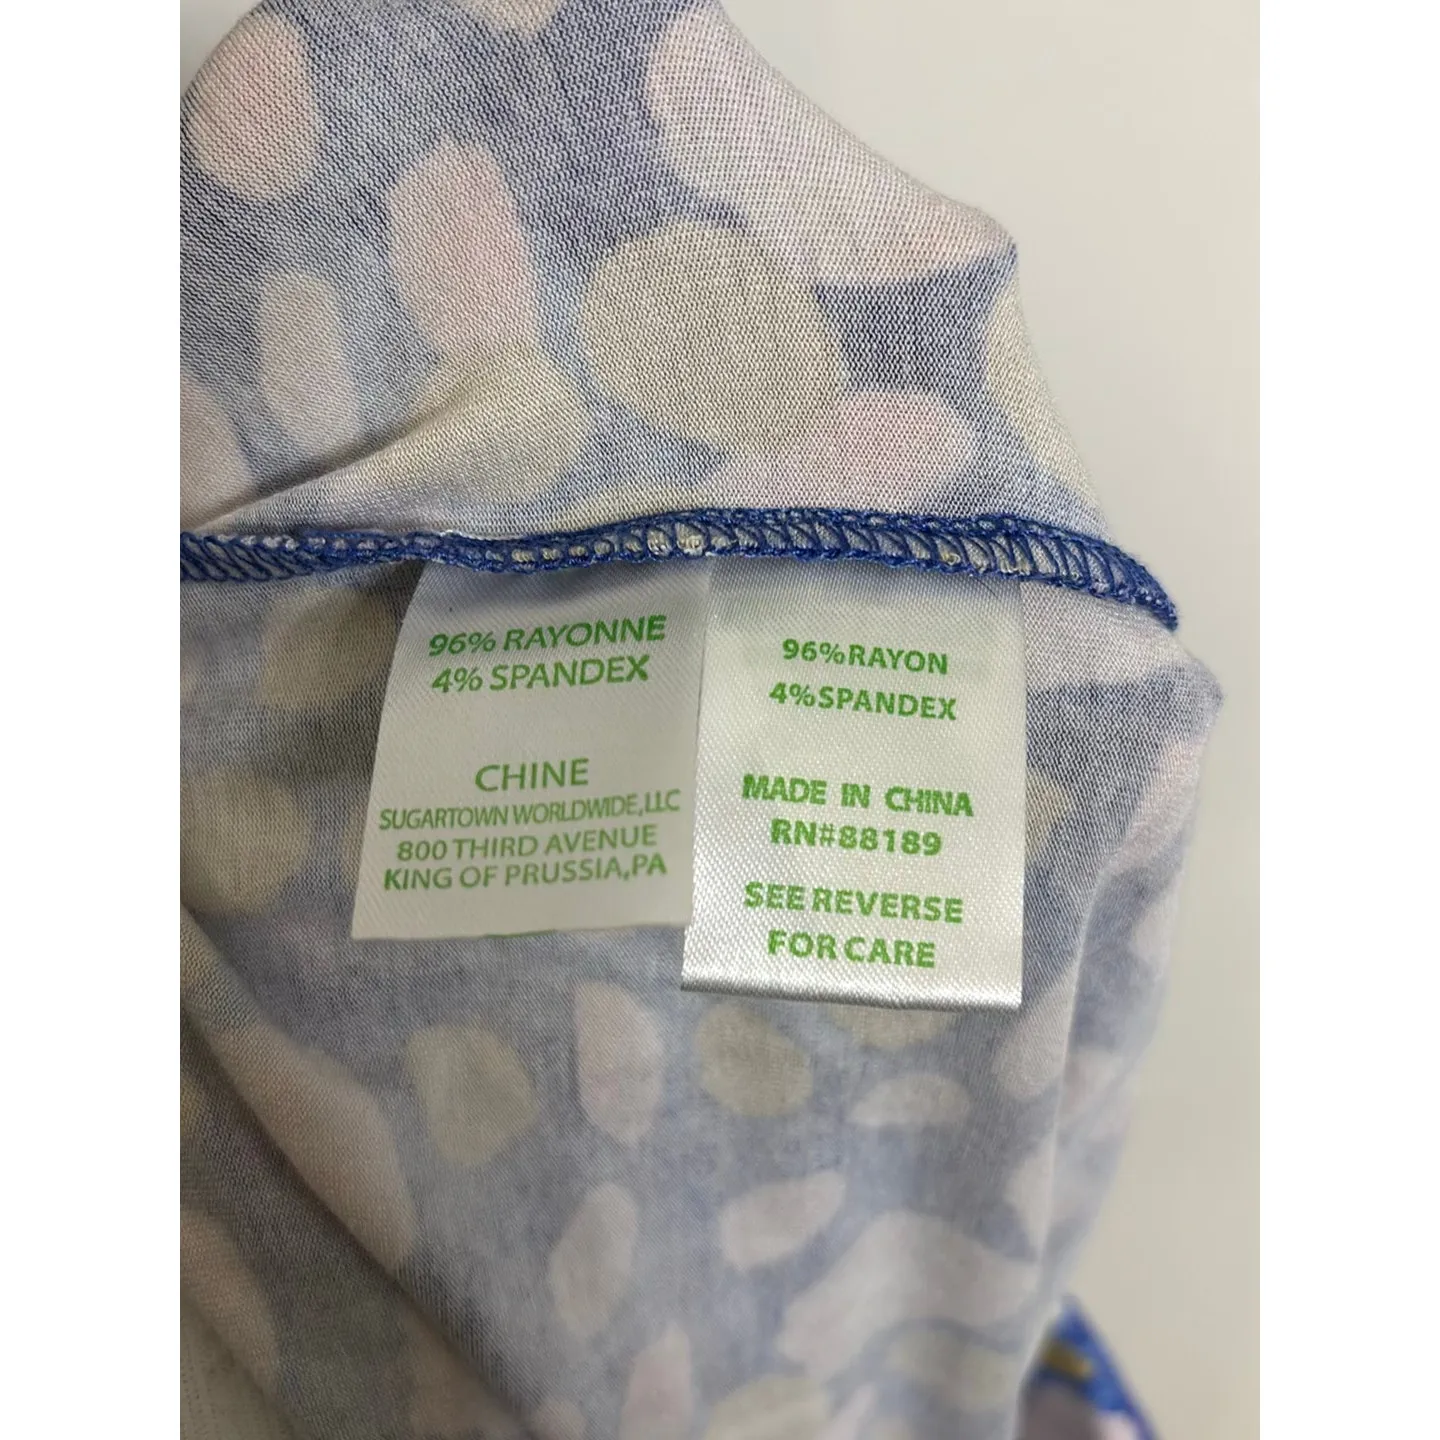 96% RAYONNE
4% SPANDEX
CHINE
SUGARTOWN WORLDWIDE,LLC
800 THIRD AVENUE
KING OF PRUSSIA,PA
96%RAYON
4%SPANDEX
MADE IN CHINA
RN#88189
SEE REVERSE
FOR CARE